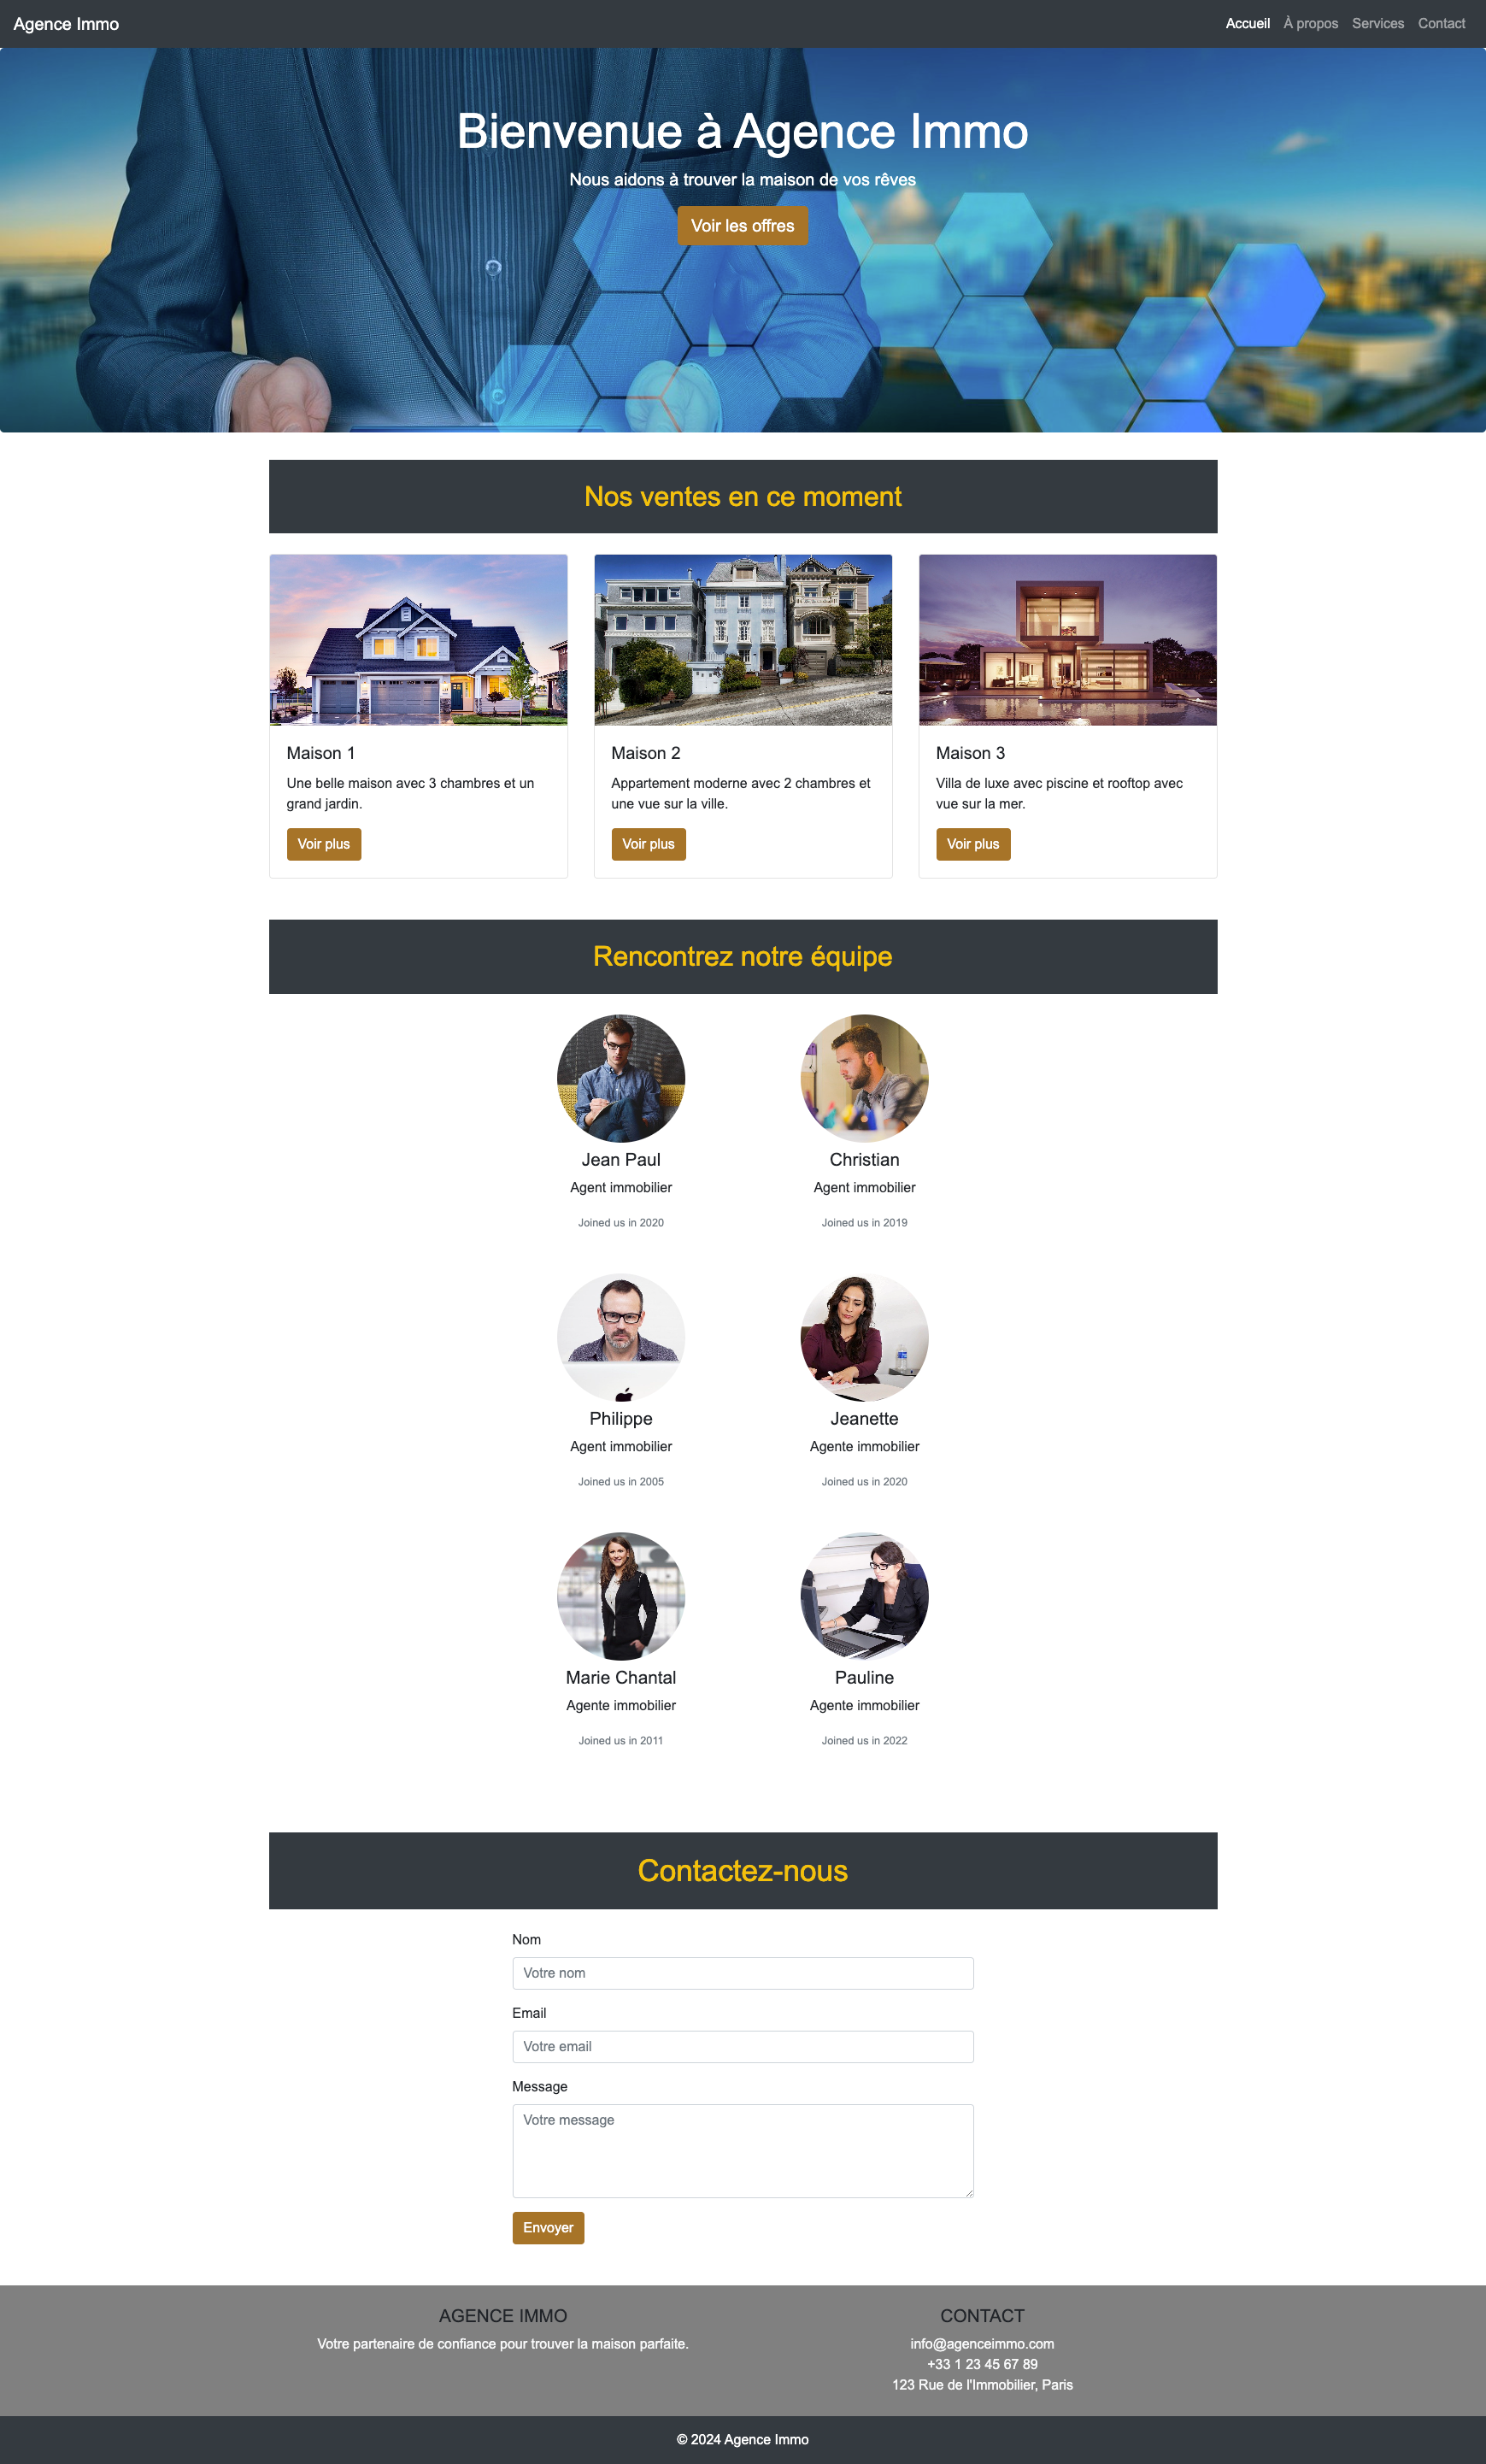 Agence Immo
Accueil À propos Services Contact
Bienvenue à Agence Immo
Nous aidons à trouver la maison de vos rêves
Voir les offres
Nos ventes en ce moment
Maison 1
Une belle maison avec 3 chambres et un
grand jardin.
Voir plus
Maison 2
Appartement moderne avec 2 chambres et
une vue sur la ville.
Voir plus
Maison 3
Villa de luxe avec piscine et rooftop avec
vue sur la mer.
Voir plus
Rencontrez notre équipe
Jean Paul
Agent immobilier
Joined us in 2020
Christian
Agent immobilier
Joined us in 2019
Philippe
Agent immobilier
Joined us in 2005
Jeanette
Agente immobilier
Joined us in 2020
Marie Chantal
Agente immobilier
Joined us in 2011
Pauline
Agente immobilier
Joined us in 2022
Contactez-nous
Nom
Votre nom
Email
Votre email
Message
Votre message
Envoyer
AGENCE IMMO
Votre partenaire de confiance pour trouver la maison parfaite.
CONTACT
info@agenceimmo.com
+33 1 23 45 67 89
123 Rue de l'Immobilier, Paris
© 2024 Agence Immo